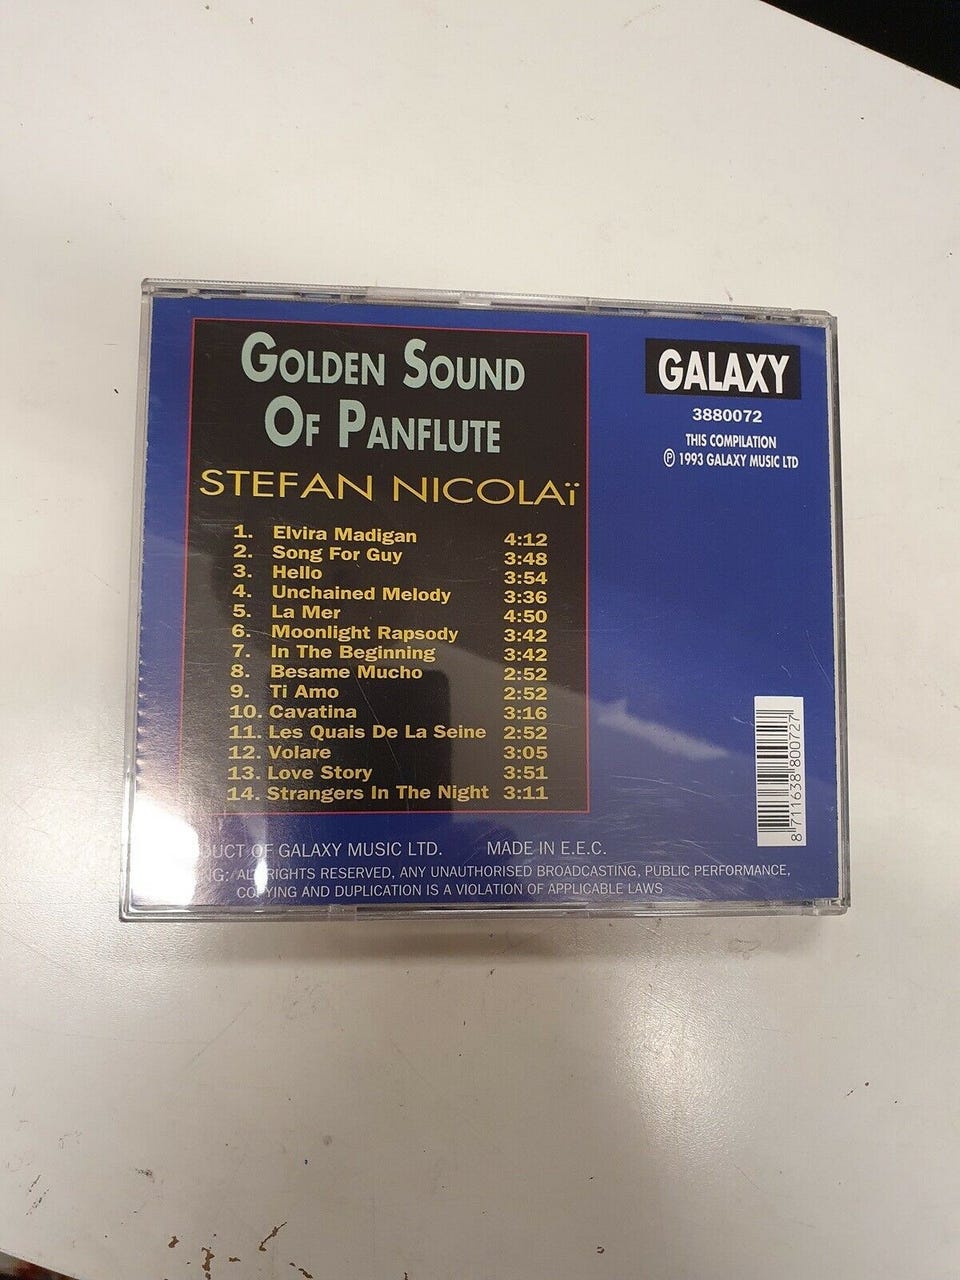 GOLDEN SOUND
OF PANFLUTE
STEFAN NICOLAï
1. Elvira Madigan 4:12
2. Song For Guy 3:48
3. Hello 3:54
4. Unchained Melody 3:36
5. La Mer 4:50
6. Moonlight Rapsody 3:42
7. In The Beginning 3:42
8. Besame Mucho 2:52
9. Ti Amo 2:52
10. Cavatina 3:16
11. Les Quais De La Seine 2:52
12. Volare 3:05
13. Love Story 3:51
14. Strangers In The Night 3:11
GALAXY
3880072
THIS COMPILATION
℗ 1993 GALAXY MUSIC LTD
8 711638 800727
OF GALAXY MUSIC LTD. MADE IN E.E.C.
ALL RIGHTS RESERVED, ANY UNAUTHORISED BROADCASTING, PUBLIC PERFORMANCE,
COPYING AND DUPLICATION IS A VIOLATION OF APPLICABLE LAWS